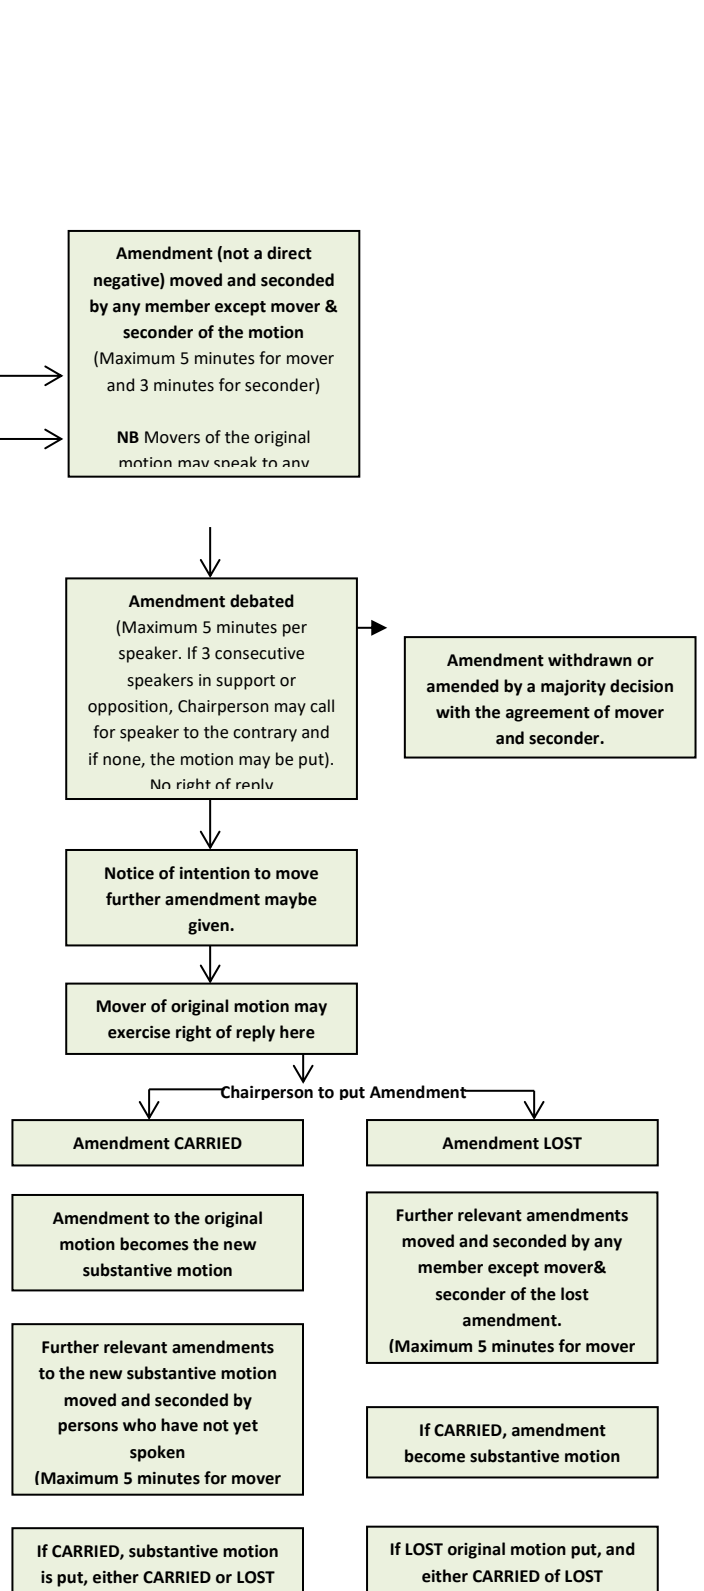 Amendment (not a direct
negative) moved and seconded
by any member except mover &
seconder of the motion
(Maximum 5 minutes for mover
and 3 minutes for seconder)
NB Movers of the original
motion may speak to any
Amendment debated
(Maximum 5 minutes per
speaker. If 3 consecutive
speakers in support or
opposition, Chairperson may call
for speaker to the contrary and
if none, the motion may be put).
No right of reply
Amendment withdrawn or
amended by a majority decision
with the agreement of mover
and seconder.
Notice of intention to move
further amendment maybe
given.
Mover of original motion may
exercise right of reply here
Chairperson to put Amendment
Amendment CARRIED
Amendment LOST
Amendment to the original
motion becomes the new
substantive motion
Further relevant amendments
moved and seconded by any
member except mover&
seconder of the lost
amendment.
(Maximum 5 minutes for mover
Further relevant amendments
to the new substantive motion
moved and seconded by
persons who have not yet
spoken
(Maximum 5 minutes for mover
If CARRIED, amendment
become substantive motion
If CARRIED, substantive motion
is put, either CARRIED or LOST
If LOST original motion put, and
either CARRIED of LOST